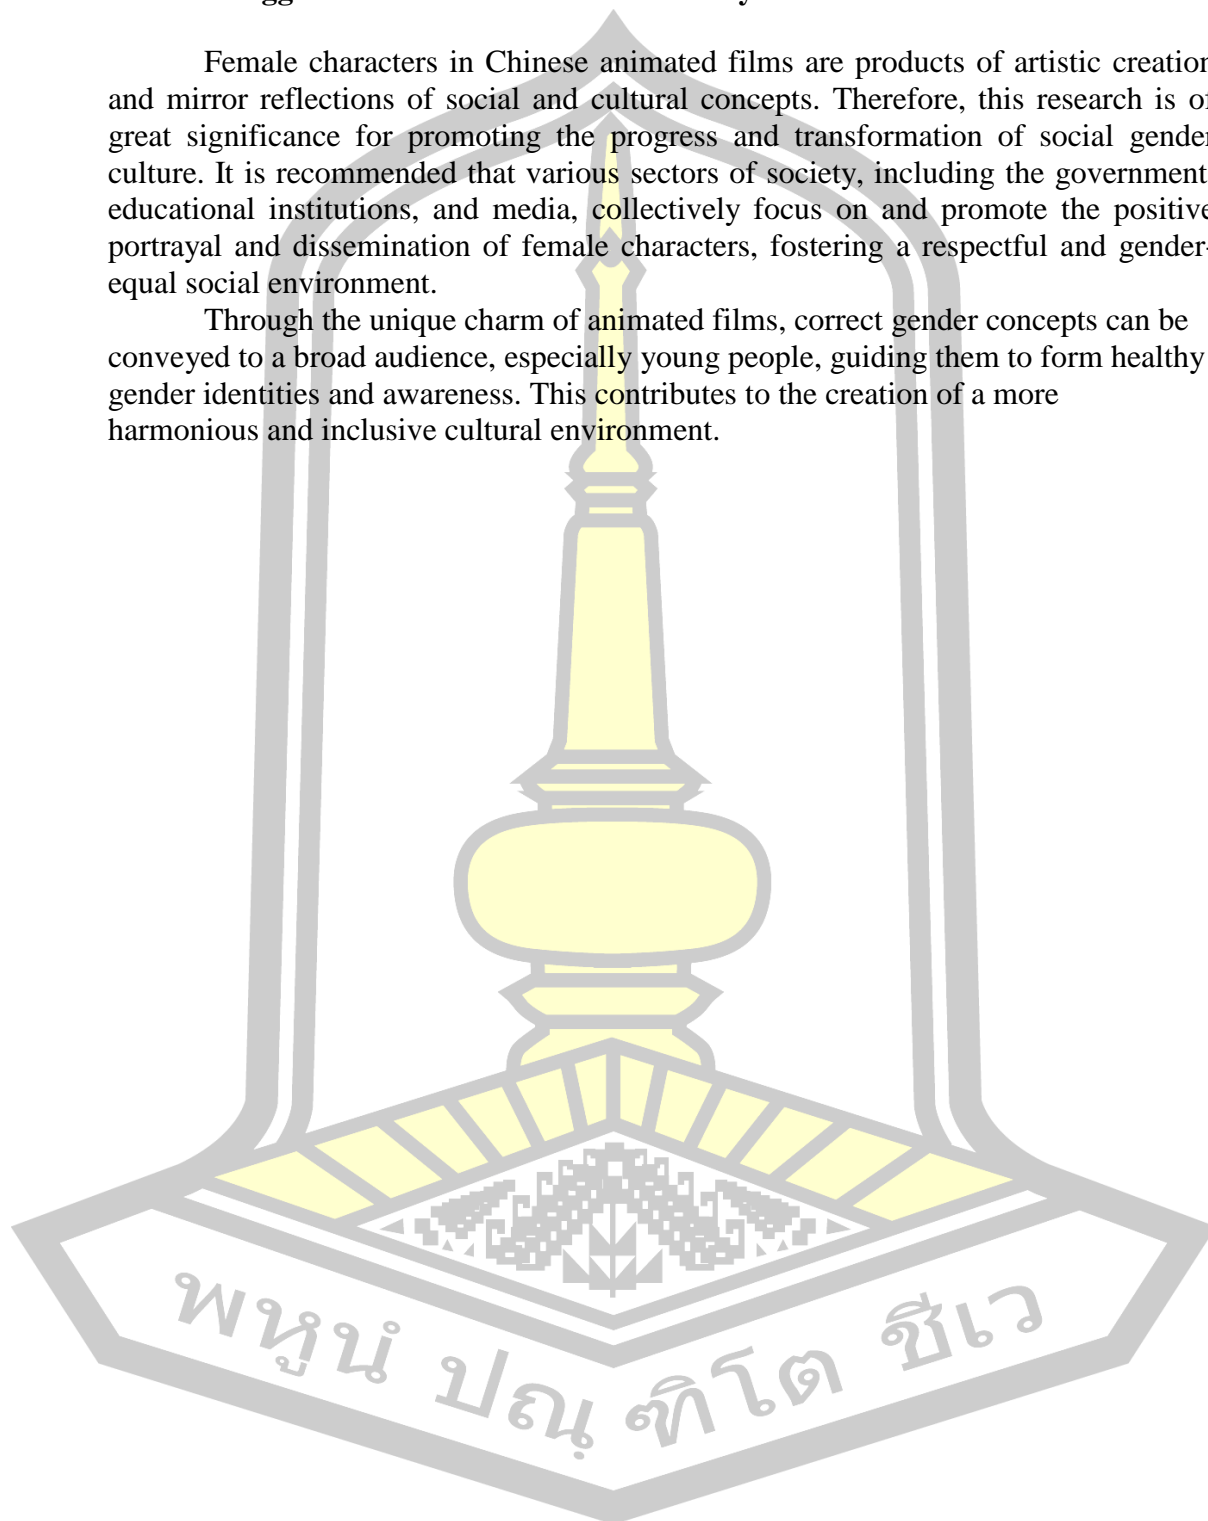 Female characters in Chinese animated films are products of artistic creation
and mirror reflections of social and cultural concepts. Therefore, this research is of
great significance for promoting the progress and transformation of social gender
culture. It is recommended that various sectors of society, including the government
educational institutions, and media, collectively focus on and promote the positive
portrayal and dissemination of female characters, fostering a respectful and gender-
equal social environment.
Through the unique charm of animated films, correct gender concepts can be
conveyed to a broad audience, especially young people, guiding them to form healthy
gender identities and awareness. This contributes to the creation of a more
harmonious and inclusive cultural environment.
พหูนํ ปณฺฑิโต ชีเว